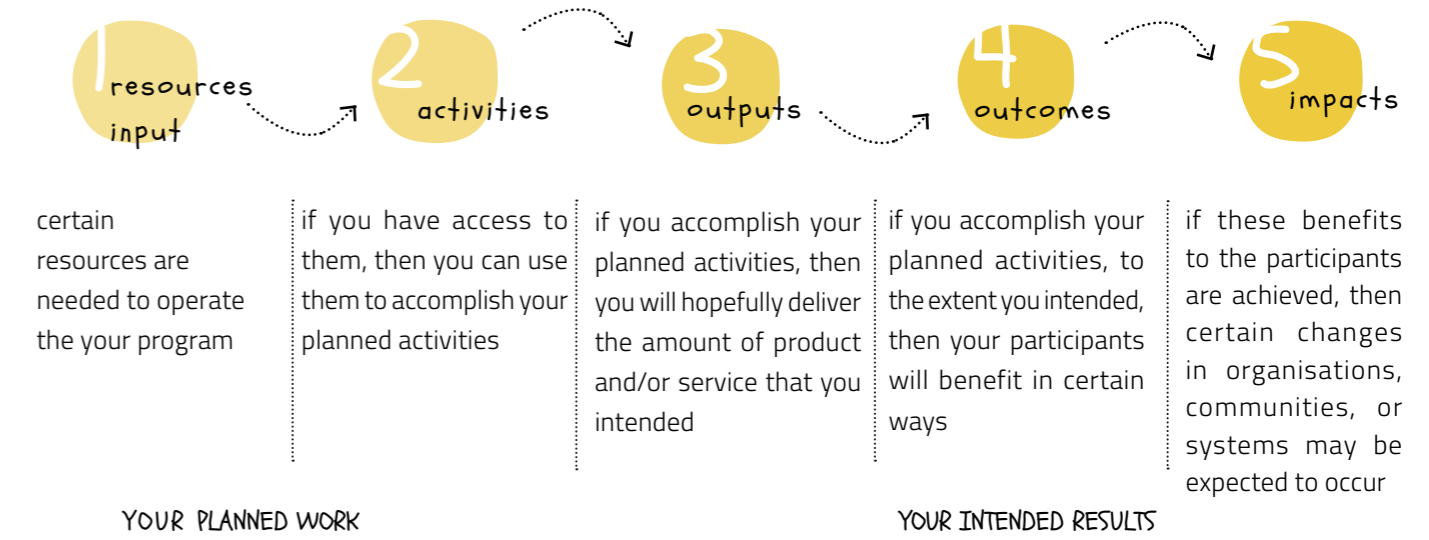 1
resources
input
2
activities
3
outputs
4
outcomes
5
impacts
certain
resources are
needed to operate
the your program
if you have access to
them, then you can use
them to accomplish your
planned activities
if you accomplish your
planned activities, then
you will hopefully deliver
the amount of product
and/or service that you
intended
if you accomplish your
planned activities, to
the extent you intended,
then your participants
will benefit in certain
ways
if these benefits
to the participants
are achieved, then
certain changes
in organisations,
communities, or
systems may be
expected to occur
YOUR PLANNED WORK
YOUR INTENDED RESULTS